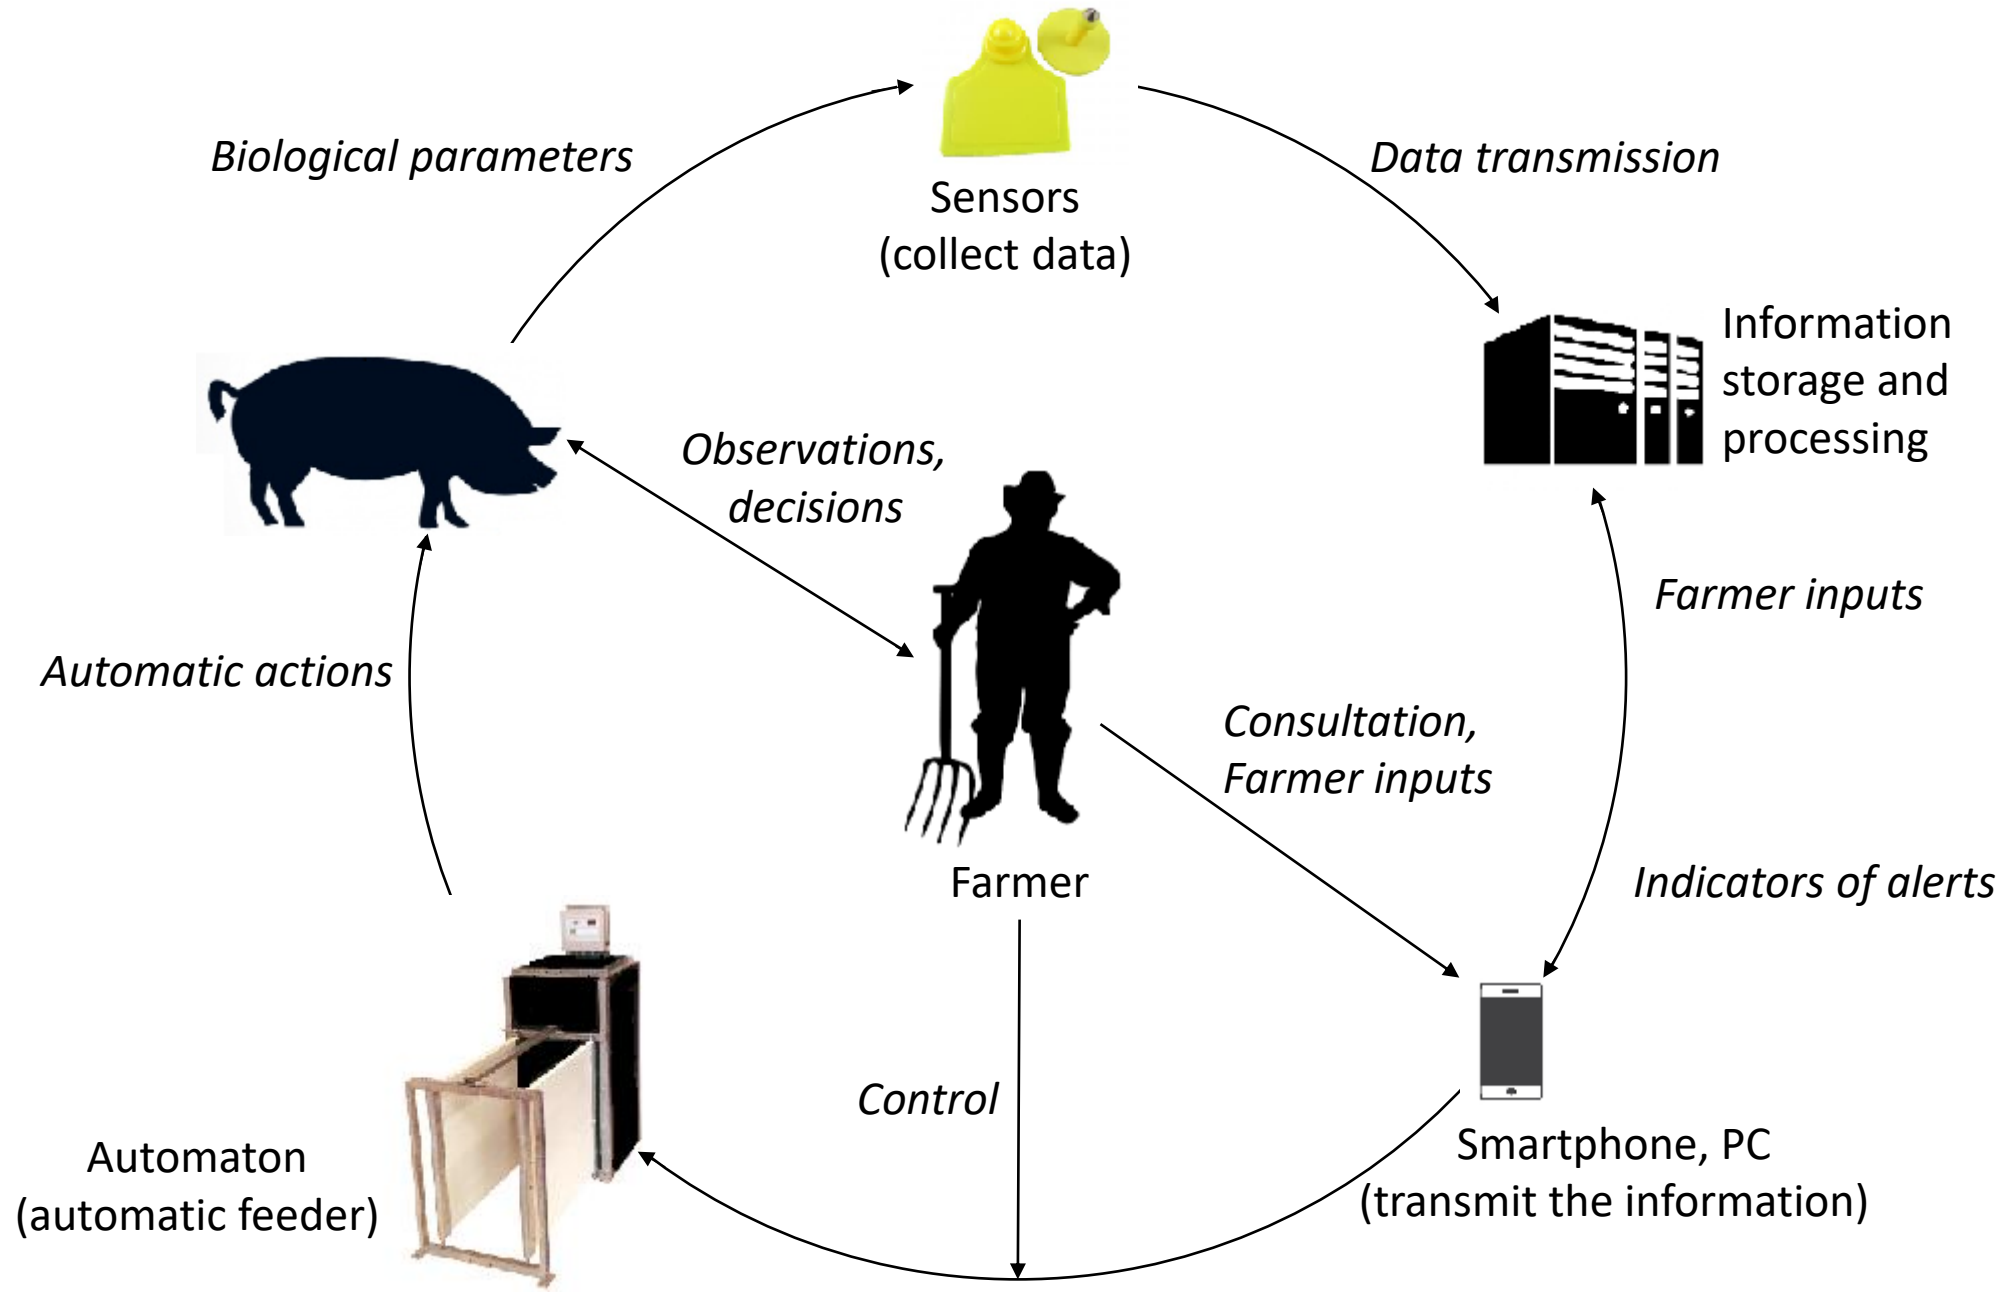 Biological parameters
Data transmission
Sensors
(collect data)
Information
storage and
processing
Observations,
decisions
Farmer inputs
Automatic actions
Consultation,
Farmer inputs
Farmer
Indicators of alerts
Control
Automaton
(automatic feeder)
Smartphone, PC
(transmit the information)